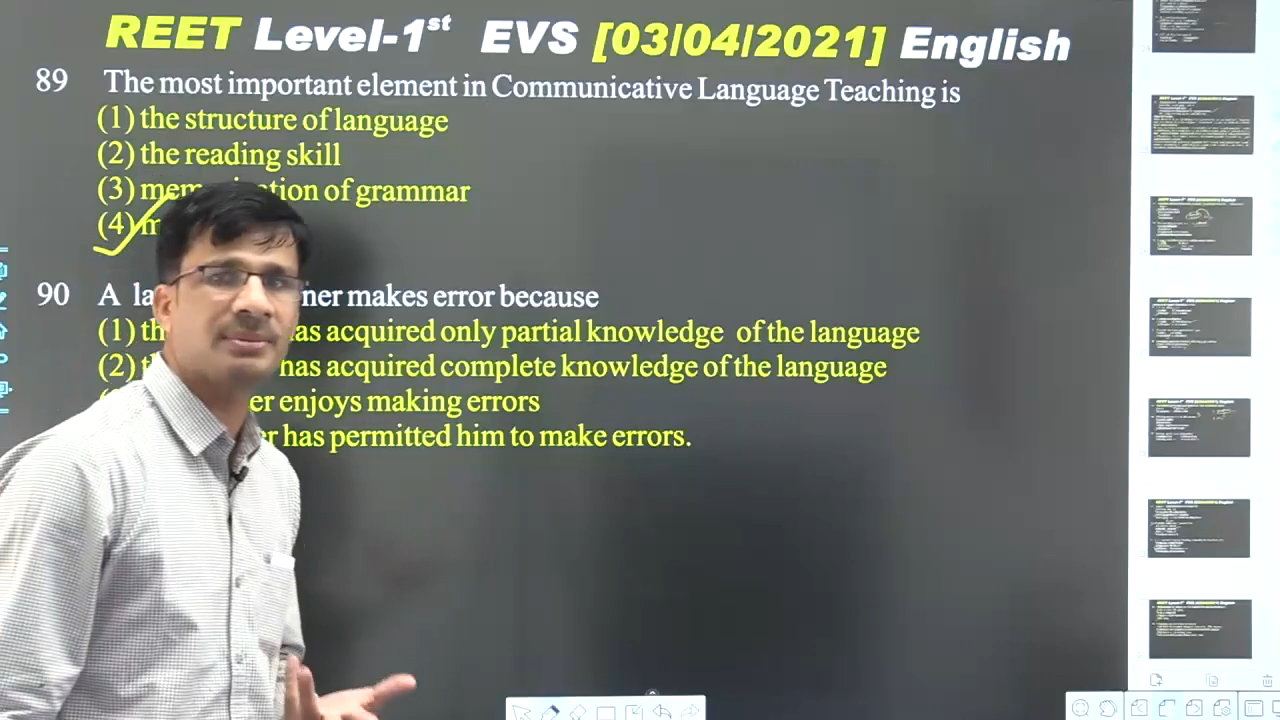 REET Level-1st EVS [03/04/2021] English
89 The most important element in Communicative Language Teaching is
(1) the structure of language
(2) the reading skill
(3) mem ation of grammar
(4) m
90 A la ner makes error because
(1) th as acquired only partial knowledge of the language
(2) t has acquired complete knowledge of the language
er enjoys making errors
er has permitted him to make errors.